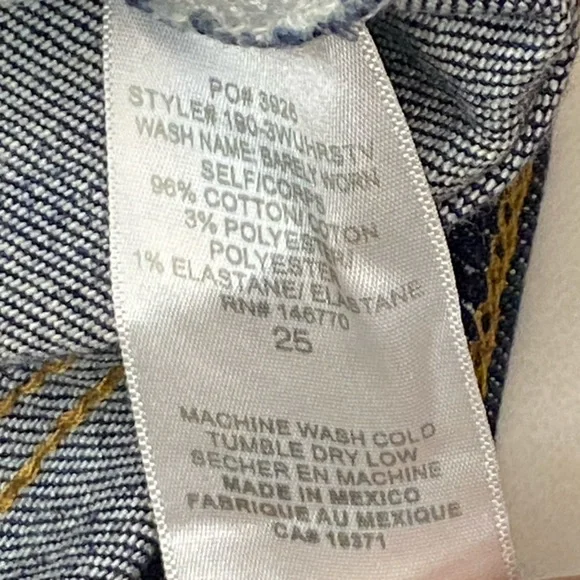 PO# 3926
STYLE# 190-3WUHRSTV
WASH NAME: BARELY WORN
SELF/CORPS
96% COTTON/COTON
3% POLYESTER/
POLYESTER
1% ELASTANE/ ELASTANE
RN# 146770
25
MACHINE WASH COLD
TUMBLE DRY LOW
SECHER EN MACHINE
MADE IN MEXICO
FABRIQUE AU MEXIQUE
CA# 19371